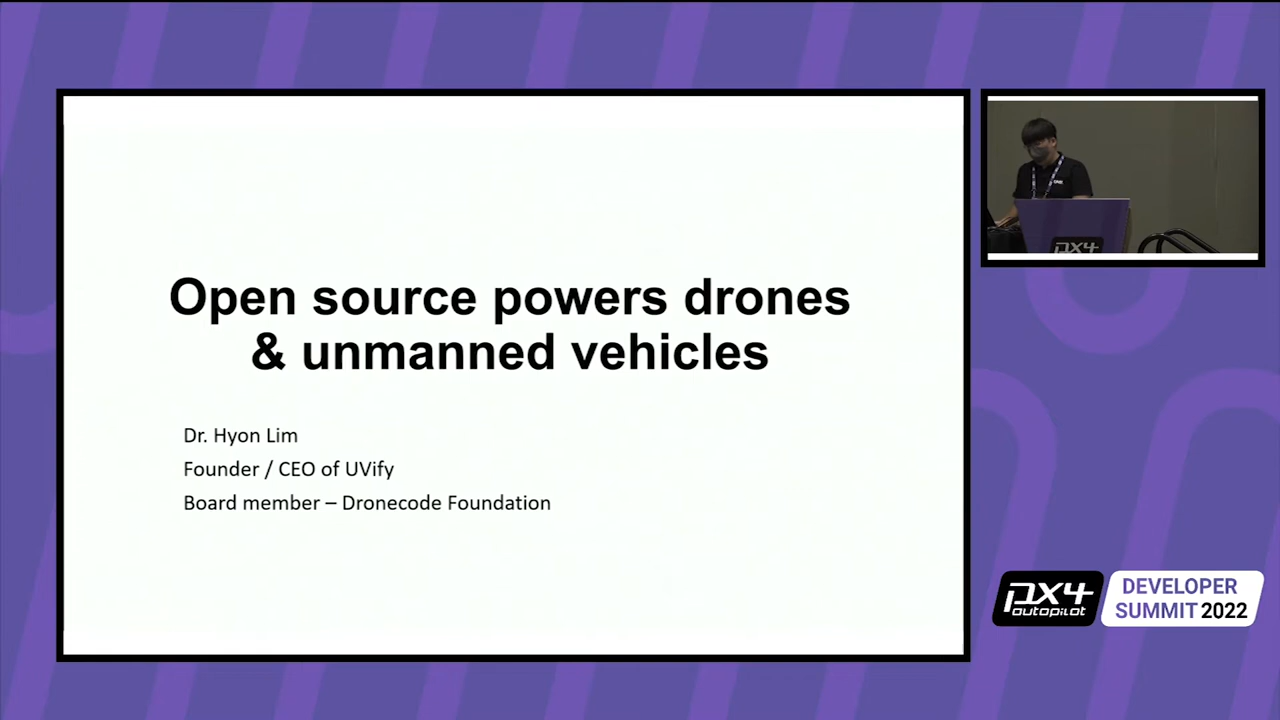 Open source powers drones
& unmanned vehicles
Dr. Hyon Lim
Founder / CEO of UVify
Board member – Dronecode Foundation
PX4
PX4
autopilot
DEVELOPER
SUMMIT 2022